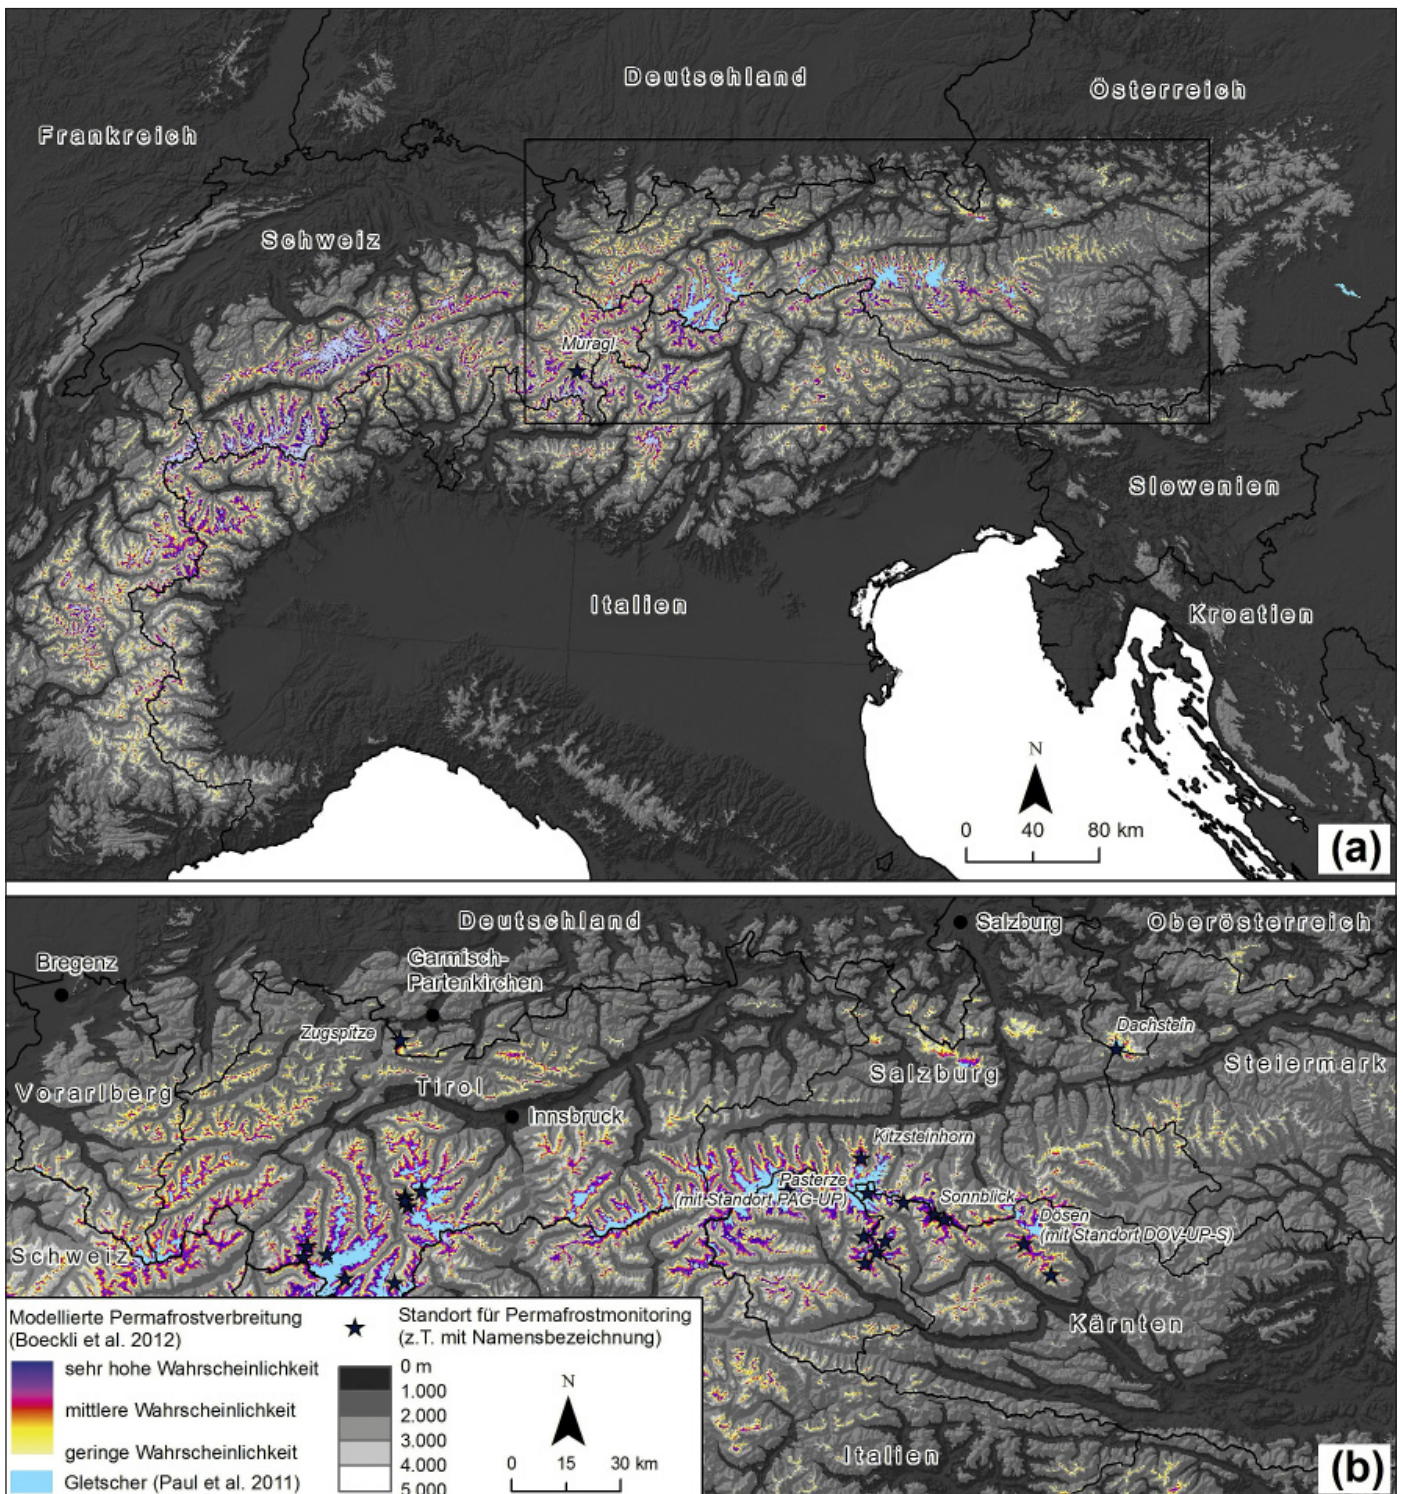 Deutschland
Österreich
Frankreich
Schweiz
Muragl
Slowenien
Italien
Kroatien
N
0 40 80 km
(a)
Deutschland
Salzburg
Oberösterreich
Bregenz
Garmisch-
Partenkirchen
Zugspitze
Dachstein
Vorarlberg
Tirol
Salzburg
Steiermark
Innsbruck
Kitzsteinhorn
Pasterze
(mit Standort PAG-UP)
Sonnblick
Dösen
(mit Standort DOV-UP-S)
Schweiz
Kärnten
Italien
Modellierte Permafrostverbreitung
(Boeckli et al. 2012)
sehr hohe Wahrscheinlichkeit
mittlere Wahrscheinlichkeit
geringe Wahrscheinlichkeit
Gletscher (Paul et al. 2011)
Standort für Permafrostmonitoring
(z.T. mit Namensbezeichnung)
0 m
1.000
2.000
3.000
4.000
5.000
N
0 15 30 km
(b)